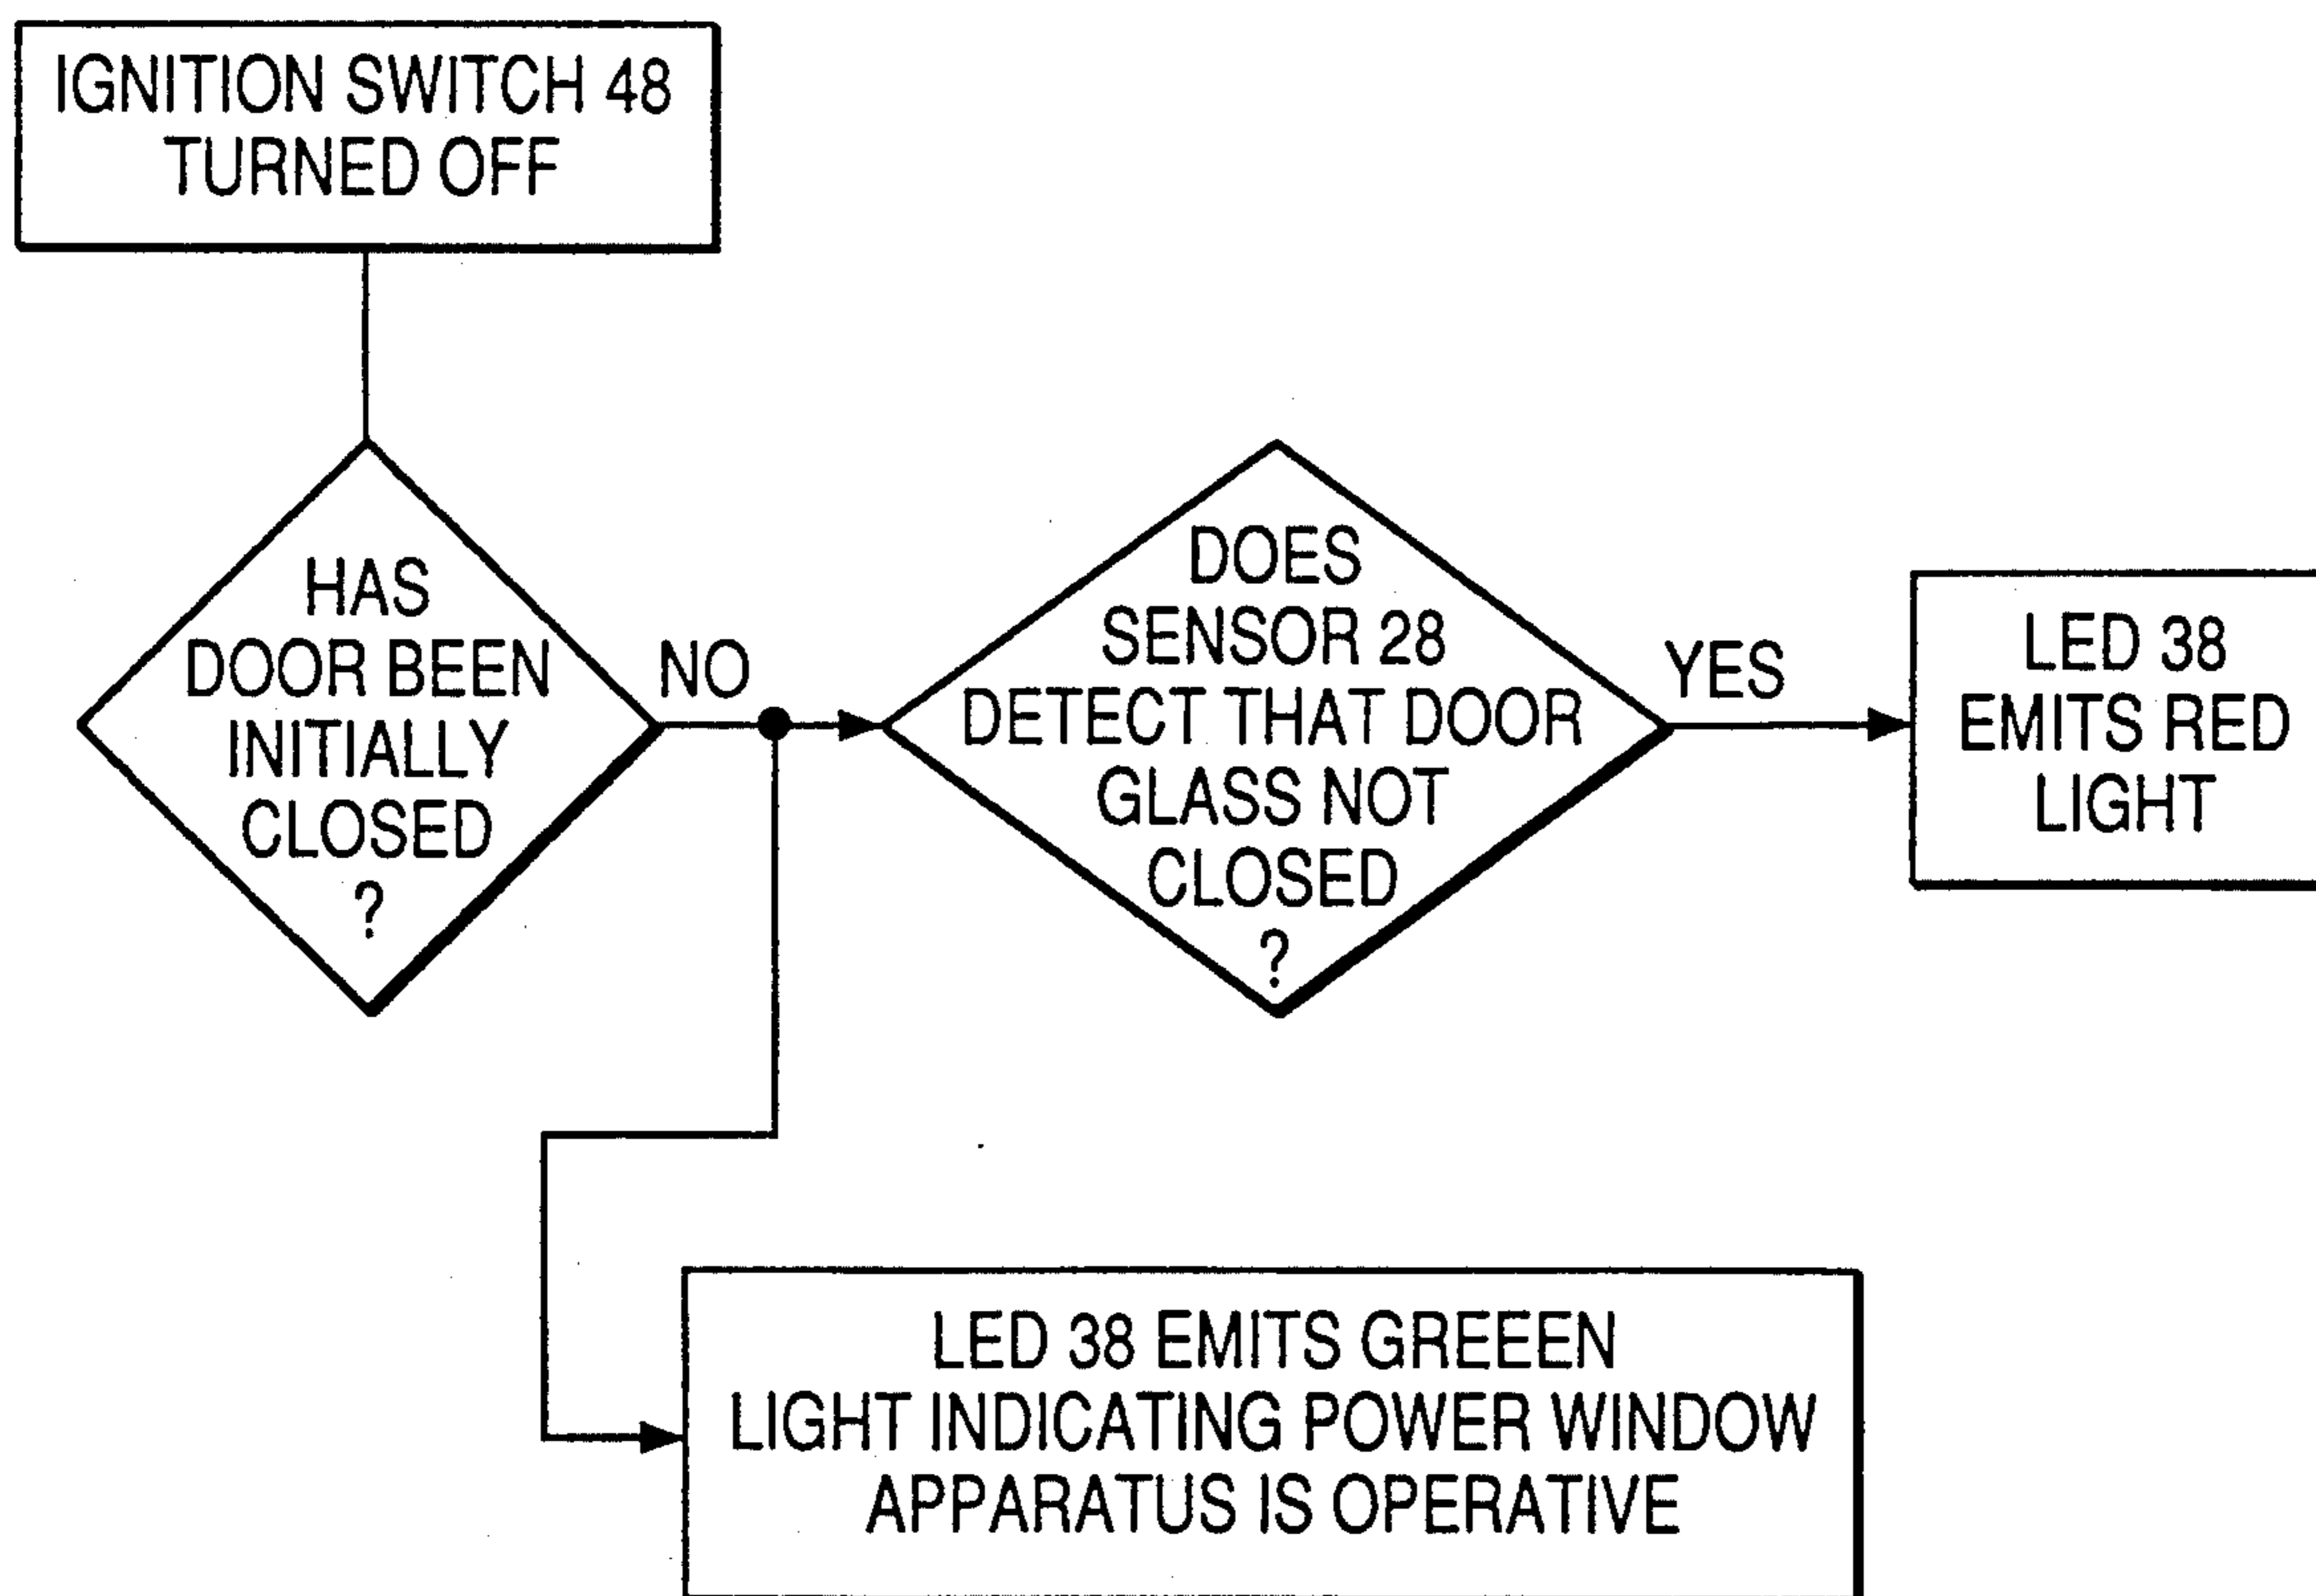 IGNITION SWITCH 48
TURNED OFF
HAS
DOOR BEEN
INITIALLY
CLOSED
?
NO
DOES
SENSOR 28
DETECT THAT DOOR
GLASS NOT
CLOSED
?
YES
LED 38
EMITS RED
LIGHT
LED 38 EMITS GREEEN
LIGHT INDICATING POWER WINDOW
APPARATUS IS OPERATIVE